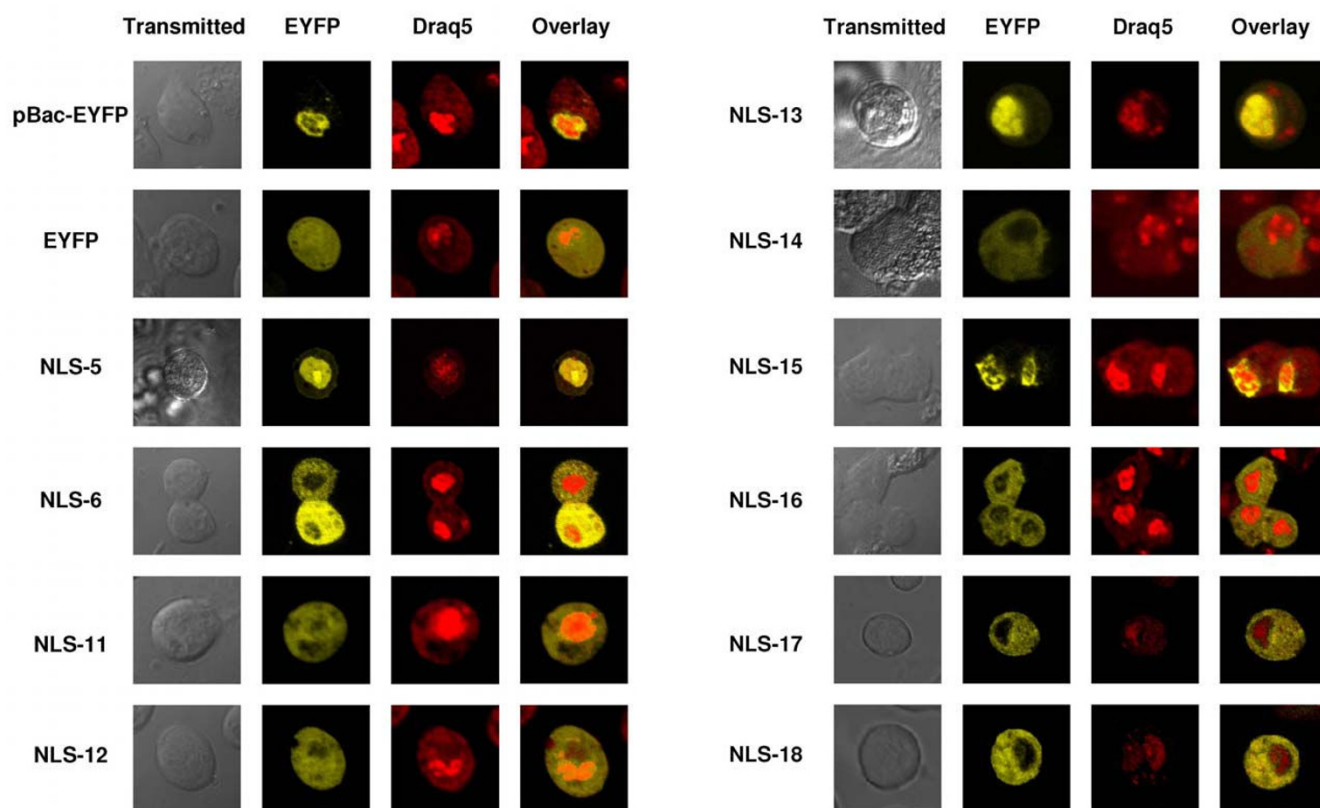 Transmitted EYFP Draq5 Overlay
pBac-EYFP
EYFP
NLS-5
NLS-6
NLS-11
NLS-12
Transmitted EYFP Draq5 Overlay
NLS-13
NLS-14
NLS-15
NLS-16
NLS-17
NLS-18